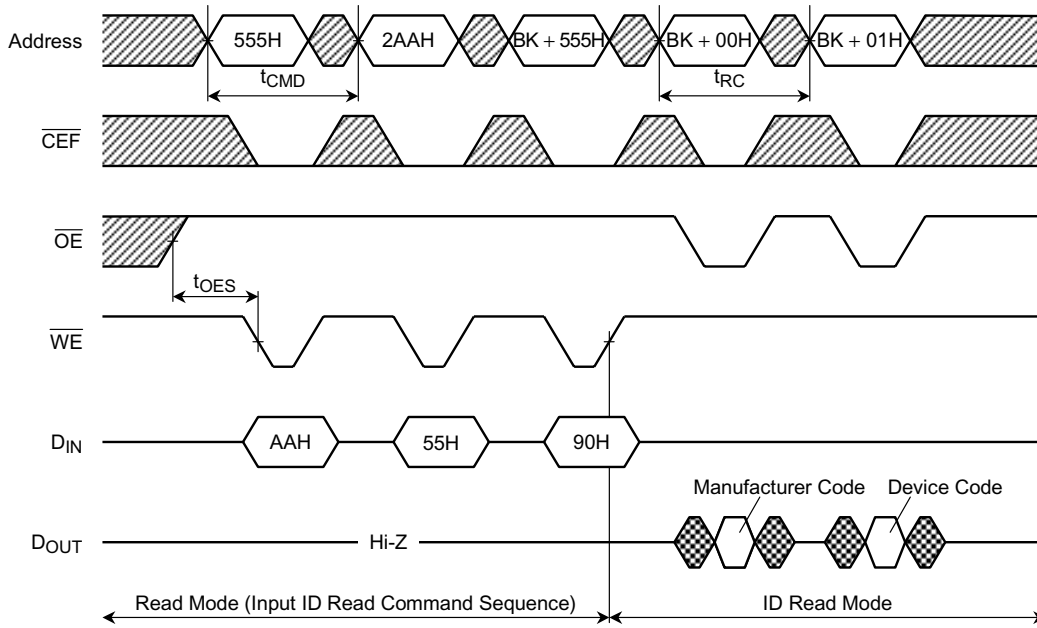 Address 555H 2AAH BK + 555H BK + 00H BK + 01H
tCMD tRC
CEF
OE
tOES
WE
DIN AAH 55H 90H
Manufacturer Code Device Code
DOUT Hi-Z
Read Mode (Input ID Read Command Sequence) ID Read Mode